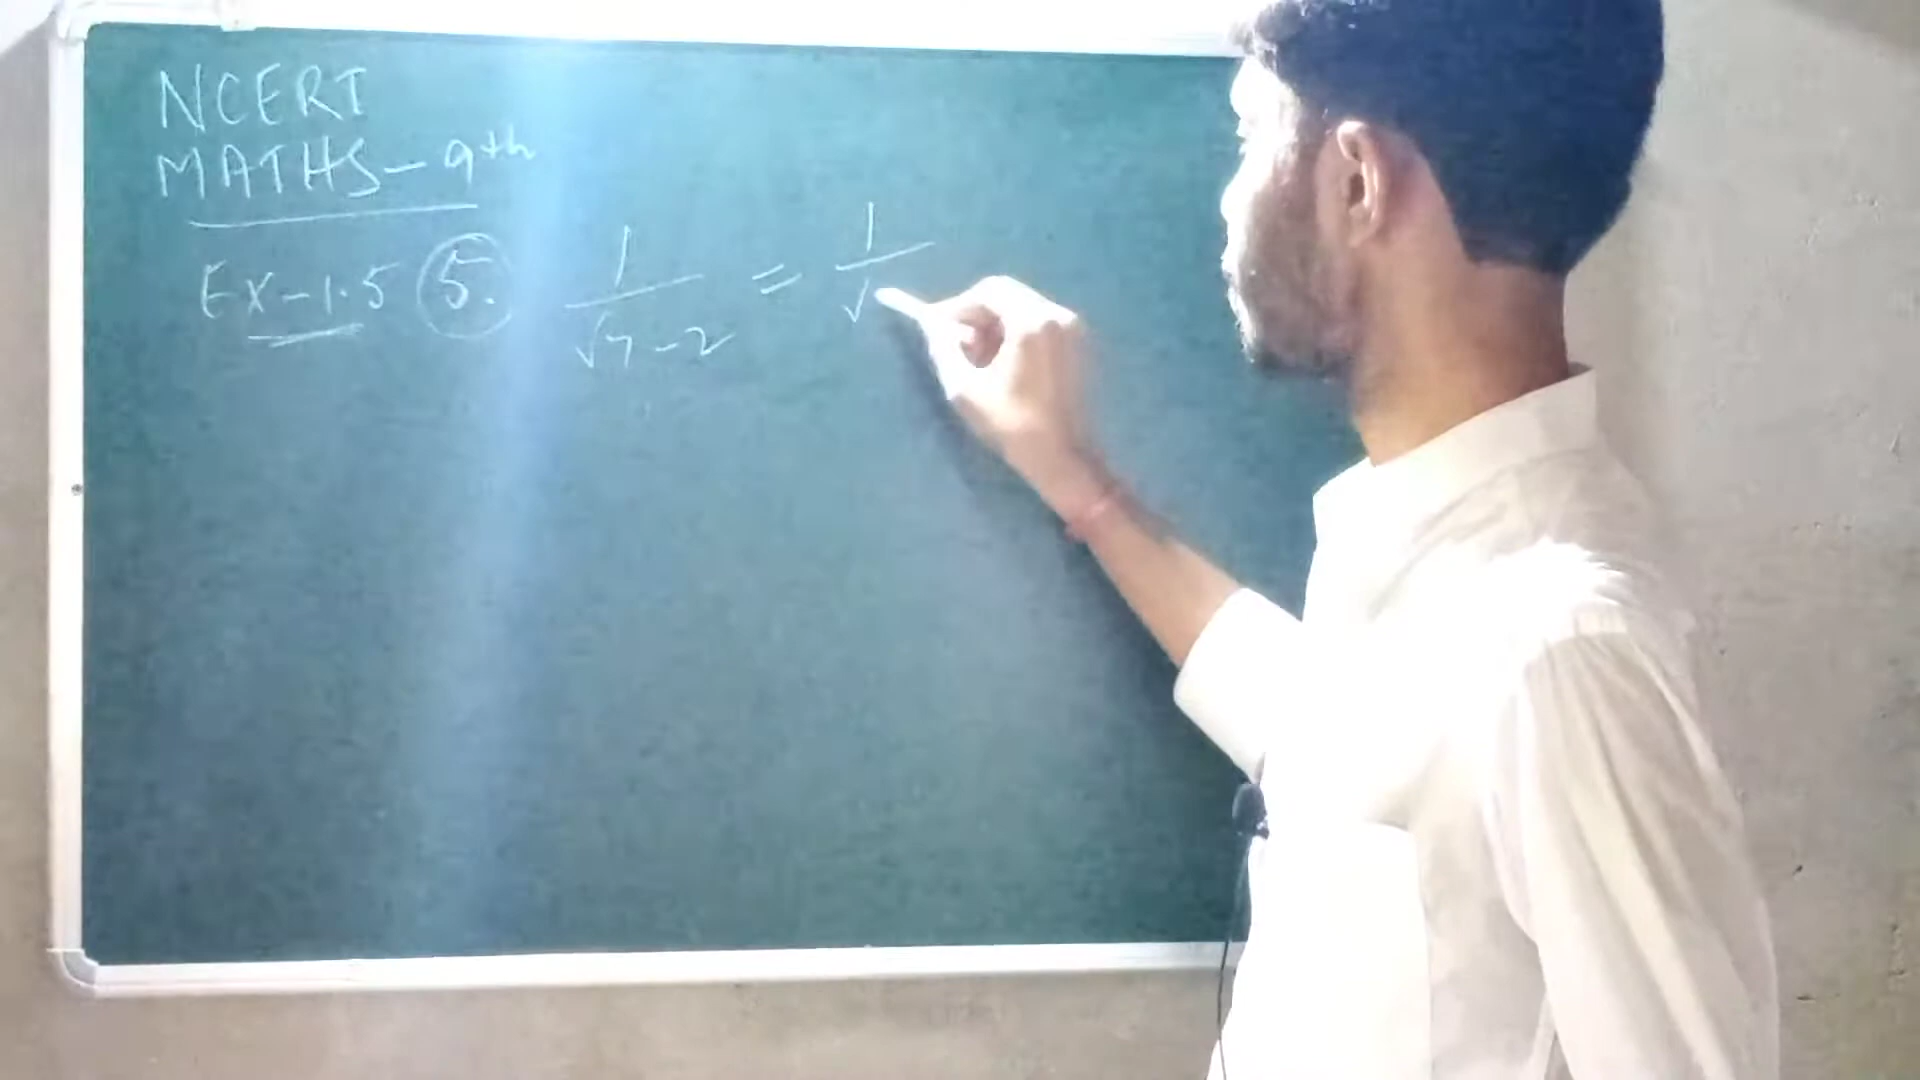 NCERT
MATHS-9th
Ex-1.5 5. 1/√7-2 = 1/√